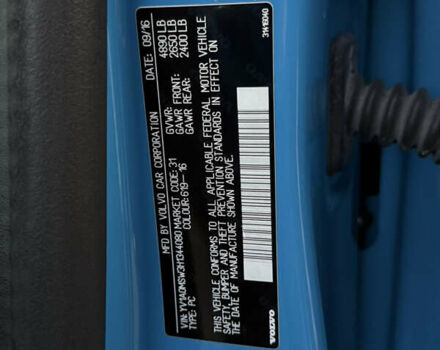 MFD BY VOLVO CAR CORPORATION DATE: 09/16
GVWR: 4890 LB
GAWR FRONT: 2650 LB
GAWR REAR: 2400 LB
VIN: YV1A0MSW3H1344080 MARKET CODE: 31
TYPE: PC COLOUR: 619-16
THIS VEHICLE CONFORMS TO ALL APPLICABLE FEDERAL MOTOR VEHICLE
SAFETY, BUMPER AND THEFT PREVENTION STANDARDS IN EFFECT ON
THE DATE OF MANUFACTURE SHOWN ABOVE.
VOLVO 31419040